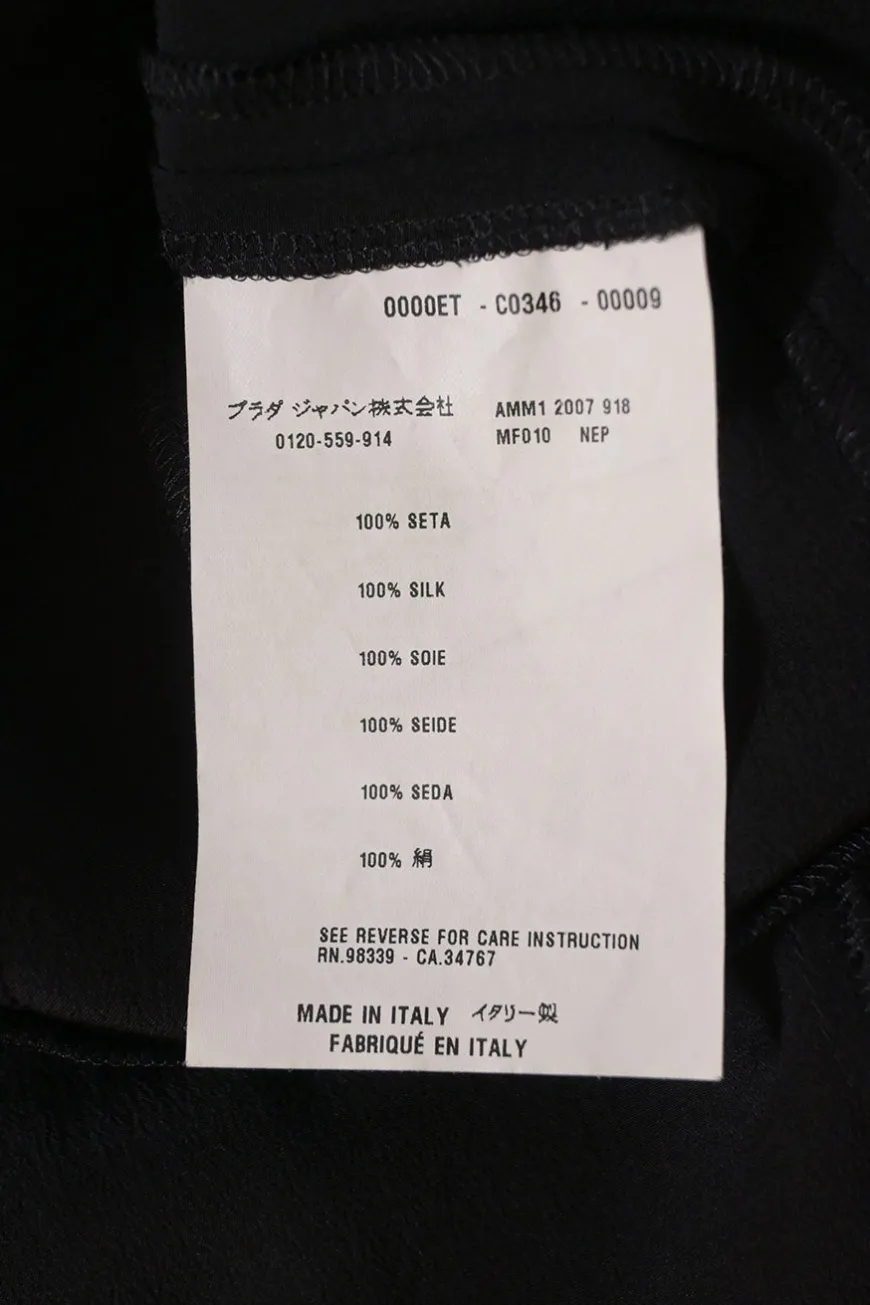 0000ET - C0346 - 00009
プラダ ジャパン株式会社 AMM1 2007 918
0120-559-914 MF010 NEP
100% SETA
100% SILK
100% SOIE
100% SEIDE
100% SEDA
100% 絹
SEE REVERSE FOR CARE INSTRUCTION
RN.98339 - CA.34767
MADE IN ITALY イタリー製
FABRIQUÉ EN ITALY